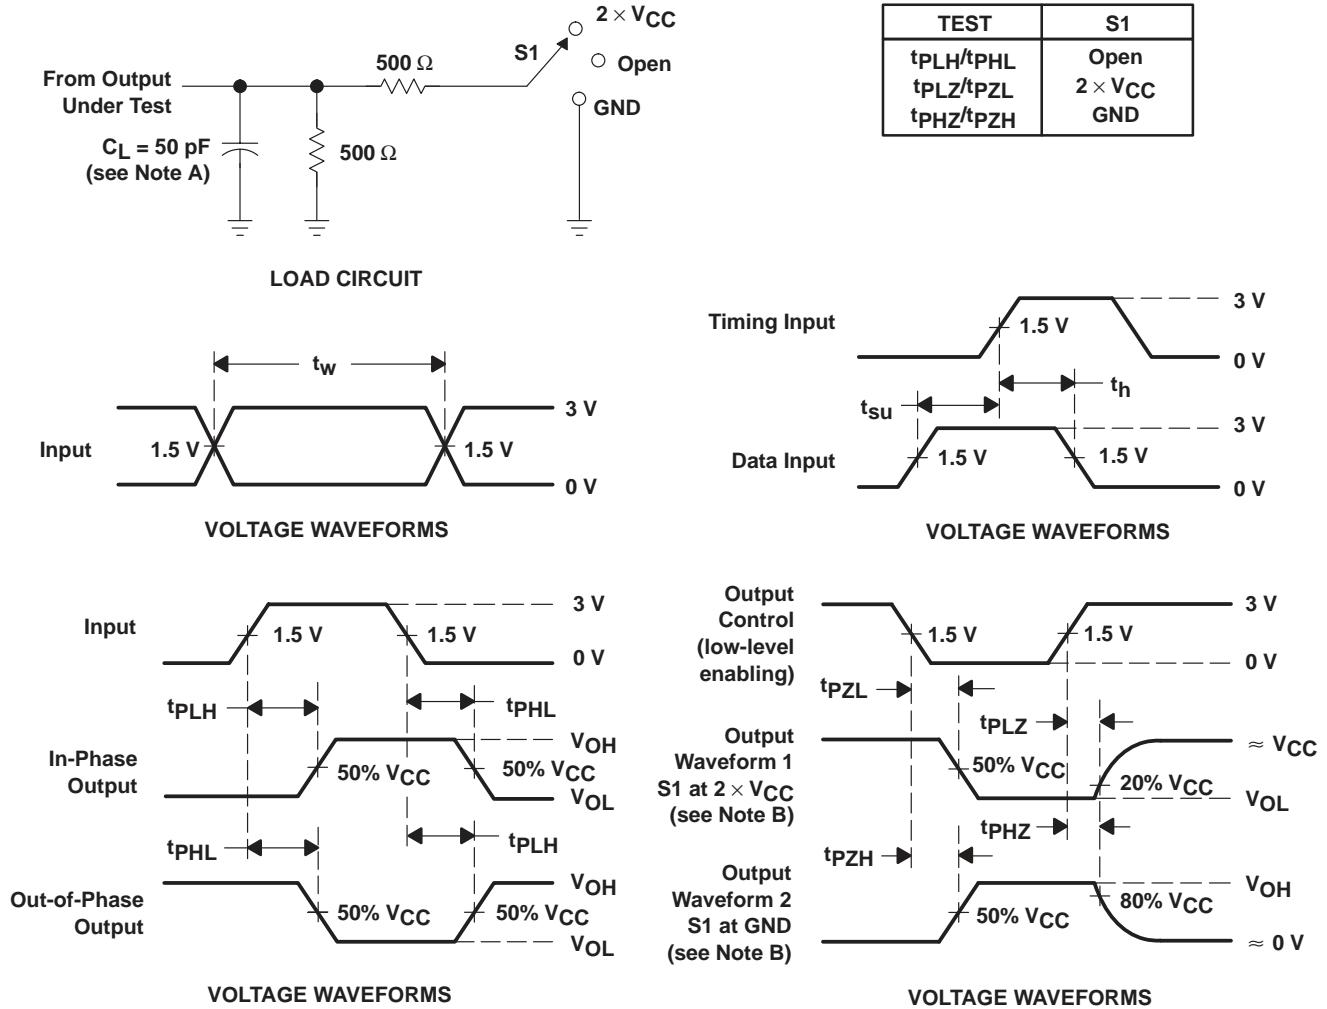 2 × VCC
S1
500 Ω
Open
From Output
Under Test
GND
CL = 50 pF
(see Note A)
500 Ω
LOAD CIRCUIT
TEST S1
tPLH/tPHL Open
tPLZ/tPZL 2 × VCC
tPHZ/tPZH GND
tw
3 V
Input
1.5 V
1.5 V
0 V
VOLTAGE WAVEFORMS
3 V
Timing Input
1.5 V
0 V
th
tsu
3 V
Data Input
1.5 V
1.5 V
0 V
VOLTAGE WAVEFORMS
3 V
Input
1.5 V
1.5 V
0 V
tPLH
tPHL
VOH
In-Phase
Output
50% VCC
50% VCC
VOL
tPHL
tPLH
VOH
Out-of-Phase
Output
50% VCC
50% VCC
VOL
VOLTAGE WAVEFORMS
Output
Control
(low-level
enabling)
3 V
1.5 V
1.5 V
0 V
tPZL
tPLZ
Output
Waveform 1
S1 at 2 × VCC
(see Note B)
≈ VCC
50% VCC
20% VCC
VOL
tPHZ
tPZH
Output
Waveform 2
S1 at GND
(see Note B)
VOH
50% VCC
80% VCC
≈ 0 V
VOLTAGE WAVEFORMS